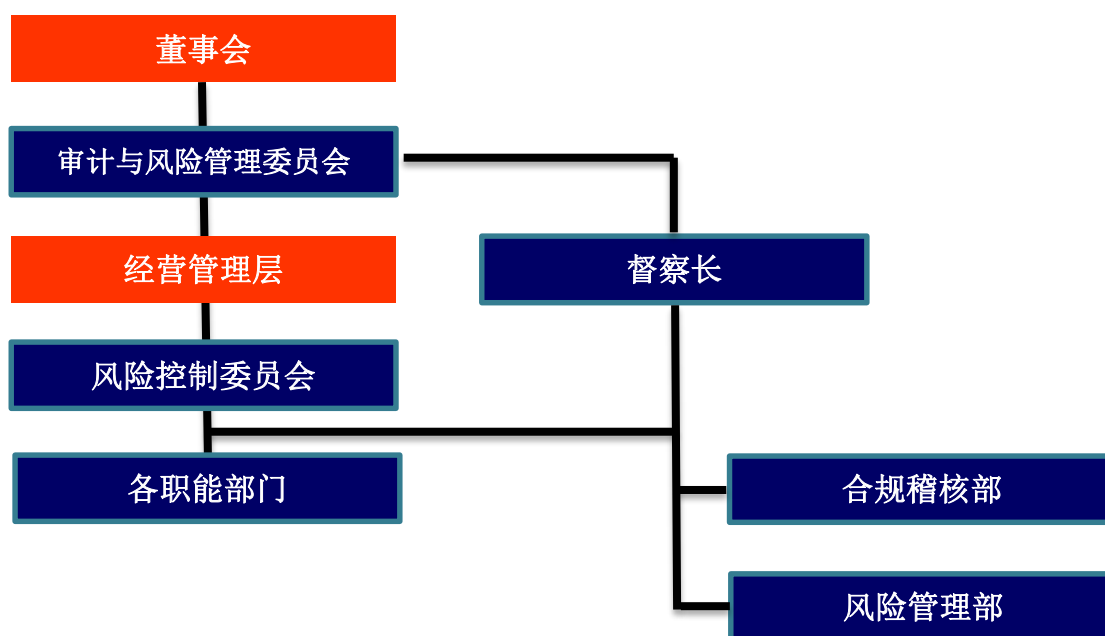 董事会
审计与风险管理委员会
经营管理层
督察长
风险控制委员会
各职能部门
合规稽核部
风险管理部